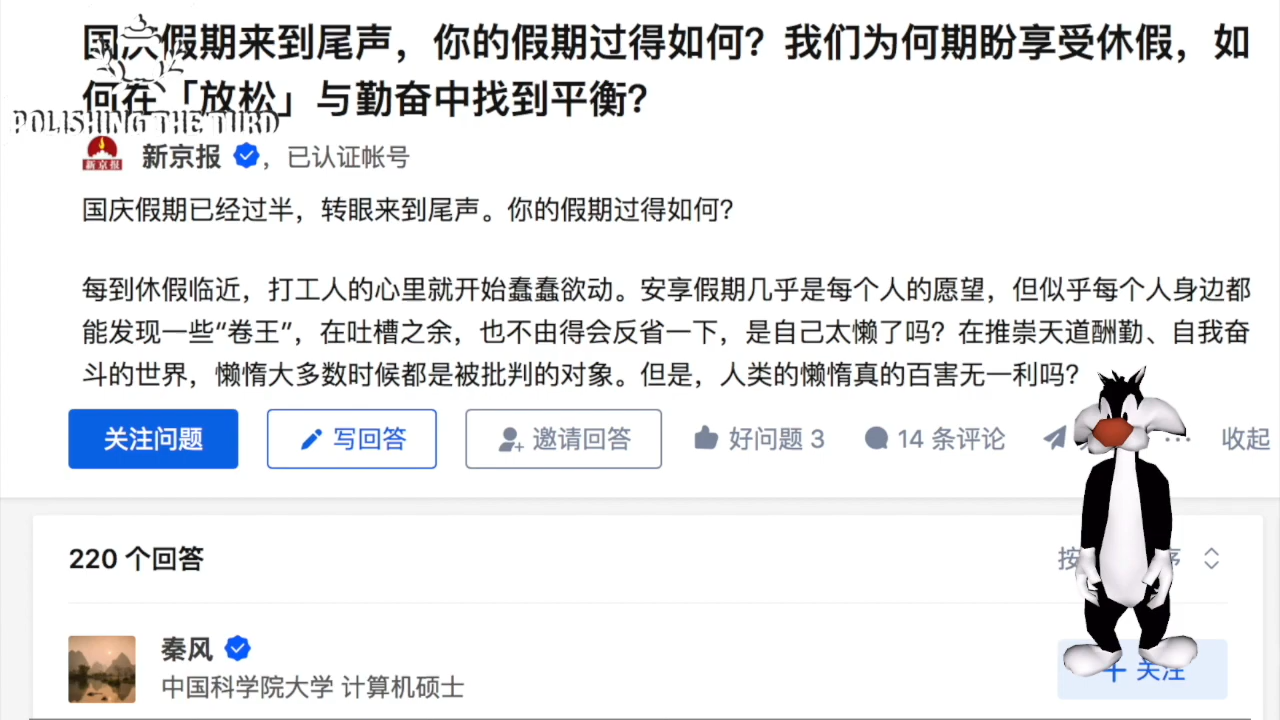 国庆假期来到尾声，你的假期过得如何？我们为何期盼享受休假，如
何在「放松」与勤奋中找到平衡？
POLISHING THE TURD
新京报
新京报 ，已认证帐号
国庆假期已经过半，转眼来到尾声。你的假期过得如何？
每到休假临近，打工人的心里就开始蠢蠢欲动。安享假期几乎是每个人的愿望，但似乎每个人身边都
能发现一些“卷王”，在吐槽之余，也不由得会反省一下，是自己太懒了吗？在推崇天道酬勤、自我奋
斗的世界，懒惰大多数时候都是被批判的对象。但是，人类的懒惰真的百害无一利吗？
关注问题 写回答 邀请回答 好问题 3 14 条评论 ··· 收起
220 个回答 按 序
秦风
中国科学院大学 计算机硕士 + 关注